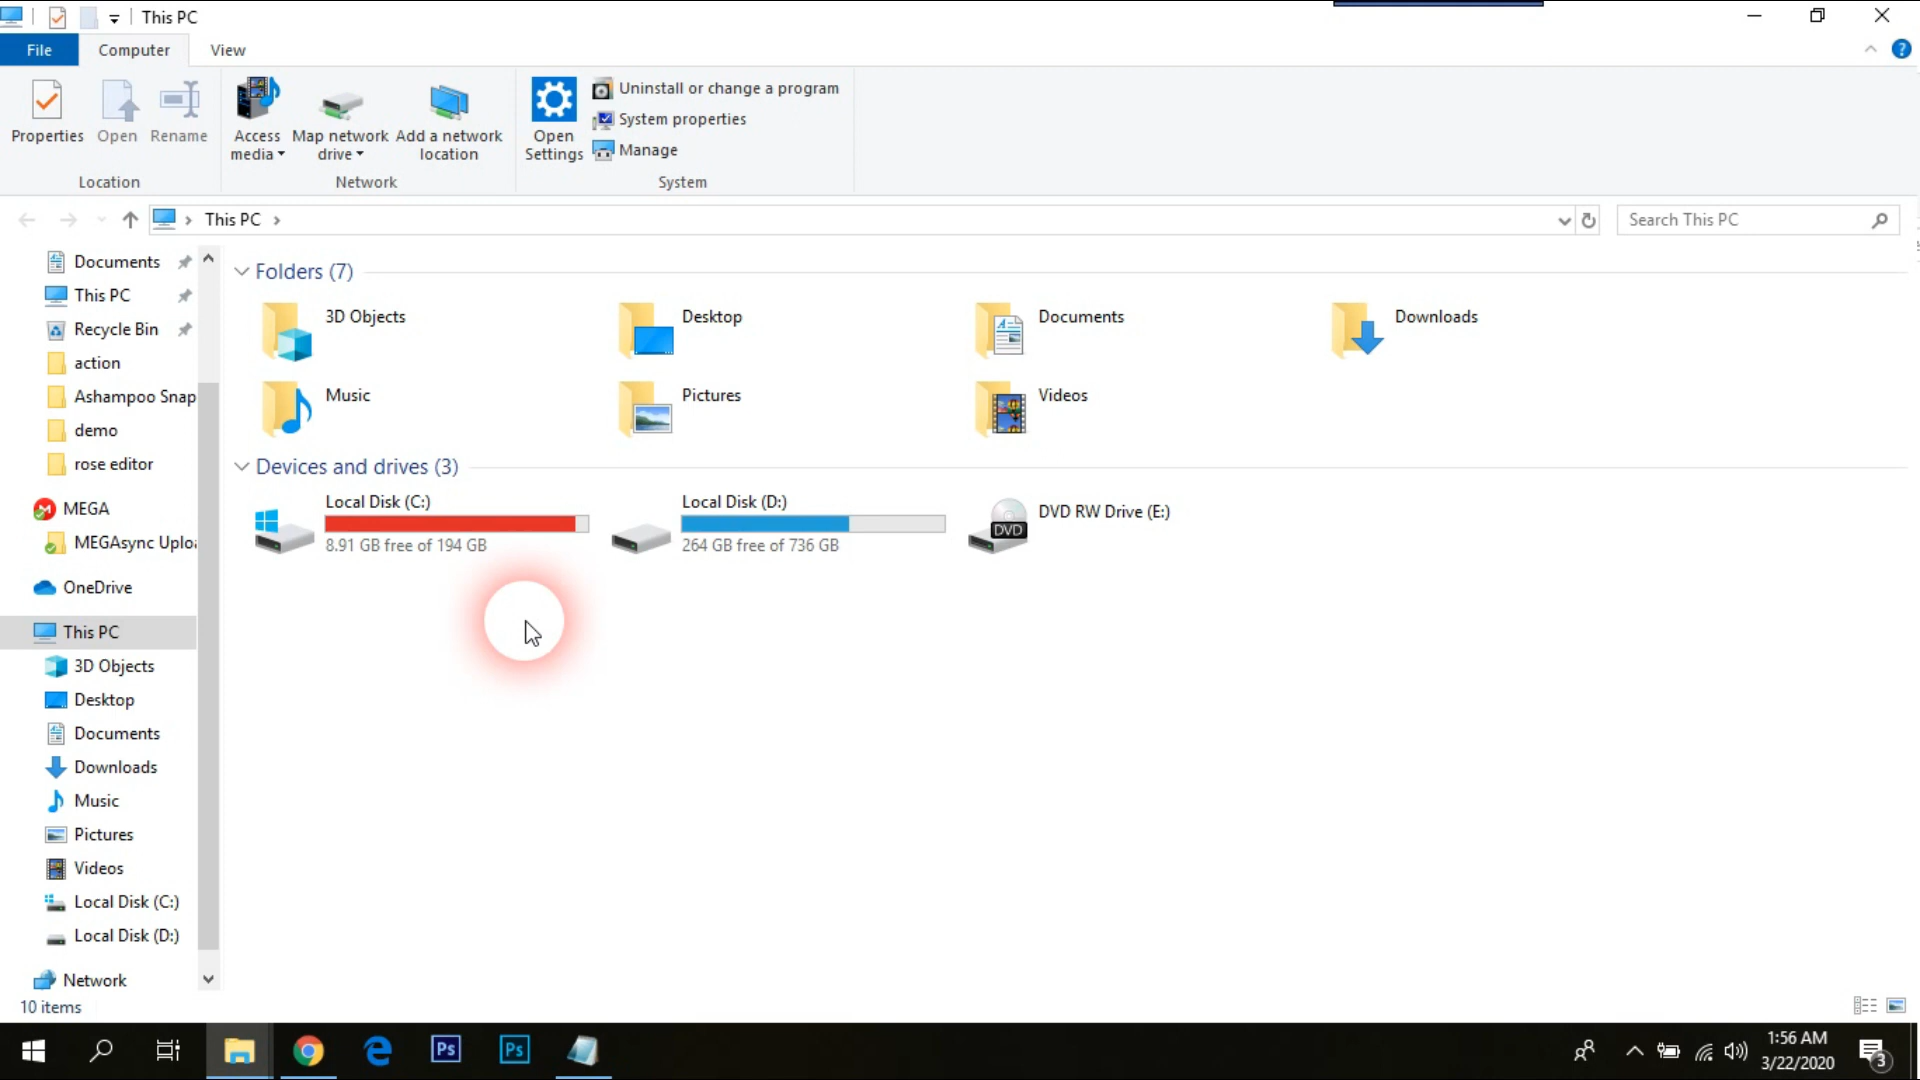 This PC
File
Computer
View
Properties
Open
Rename
Location
Access
media
Map network
drive
Add a network
location
Network
Open
Settings
Uninstall or change a program
System properties
Manage
System
This PC
Search This PC
Documents
This PC
Recycle Bin
action
Ashampoo Snap
demo
rose editor
MEGA
MEGAsync Uploa
OneDrive
This PC
3D Objects
Desktop
Documents
Downloads
Music
Pictures
Videos
Local Disk (C:)
Local Disk (D:)
Network
Folders (7)
3D Objects
Desktop
Documents
Downloads
Music
Pictures
Videos
Devices and drives (3)
Local Disk (C:)
8.91 GB free of 194 GB
Local Disk (D:)
264 GB free of 736 GB
DVD
DVD RW Drive (E:)
10 items
Ps
Ps
1:56 AM
3/22/2020
3